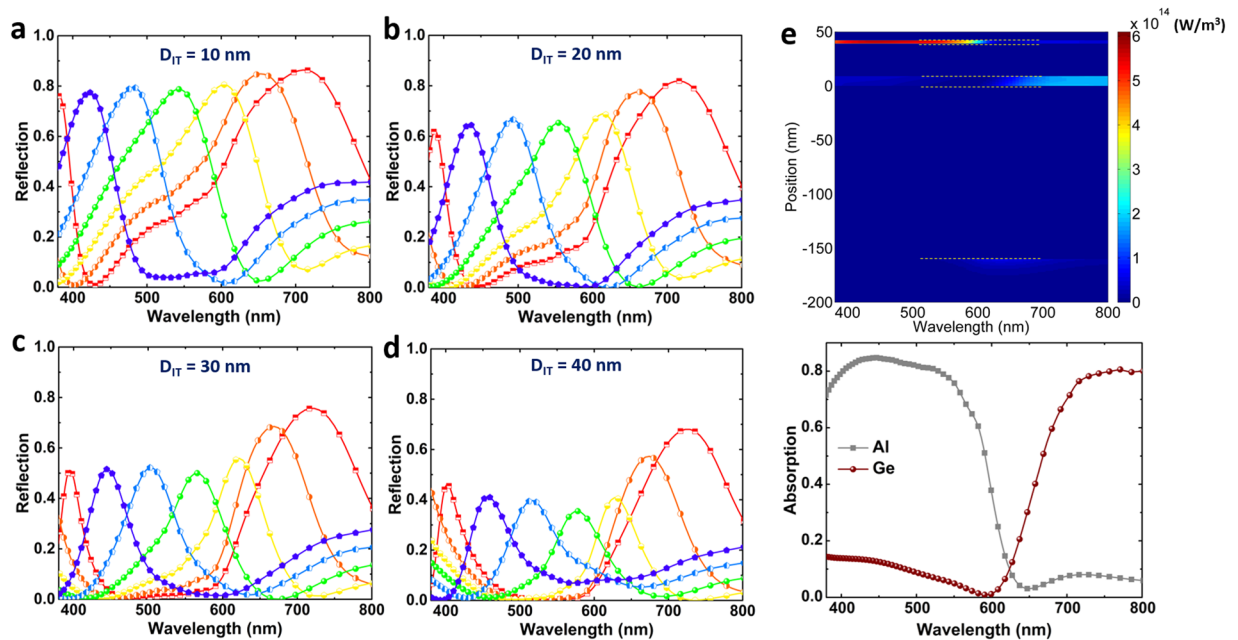 a
D_IT = 10 nm
Reflection
1.0
0.8
0.6
0.4
0.2
0.0
400 500 600 700 800
Wavelength (nm)
b
D_IT = 20 nm
Reflection
1.0
0.8
0.6
0.4
0.2
0.0
400 500 600 700 800
Wavelength (nm)
c
D_IT = 30 nm
Reflection
1.0
0.8
0.6
0.4
0.2
0.0
400 500 600 700 800
Wavelength (nm)
d
D_IT = 40 nm
Reflection
1.0
0.8
0.6
0.4
0.2
0.0
400 500 600 700 800
Wavelength (nm)
e
x 10^14 (W/m³)
Position (nm)
50
0
-50
-100
-150
-200
400 500 600 700 800
Wavelength (nm)
6
5
4
3
2
1
0
Absorption
1.0
0.8
0.6
0.4
0.2
0.0
Al
Ge
400 500 600 700 800
Wavelength (nm)